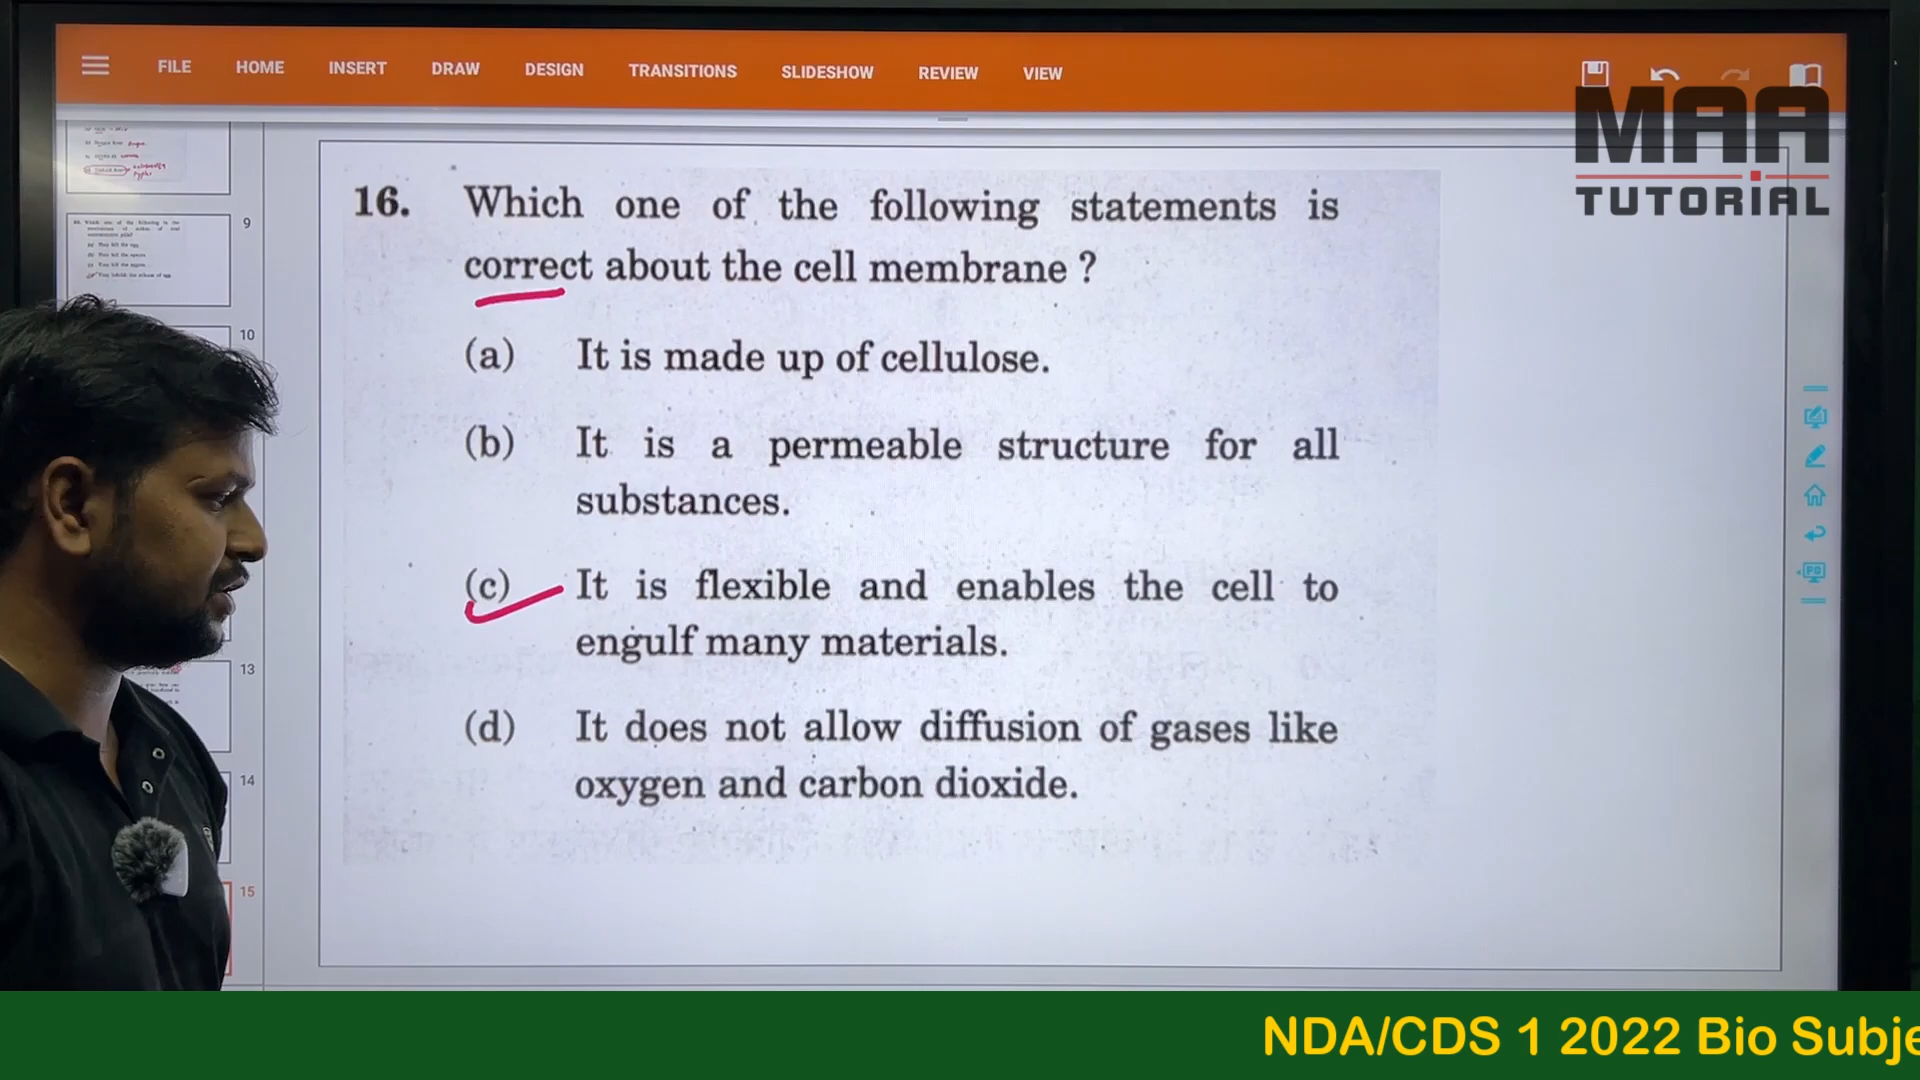 FILE HOME INSERT DRAW DESIGN TRANSITIONS SLIDESHOW REVIEW VIEW
MAA
TUTORIAL
9
10
13
14
15
16. Which one of the following statements is
correct about the cell membrane ?
(a) It is made up of cellulose.
(b) It is a permeable structure for all
substances.
(c) It is flexible and enables the cell to
engulf many materials.
(d) It does not allow diffusion of gases like
oxygen and carbon dioxide.
NDA/CDS 1 2022 Bio Subje